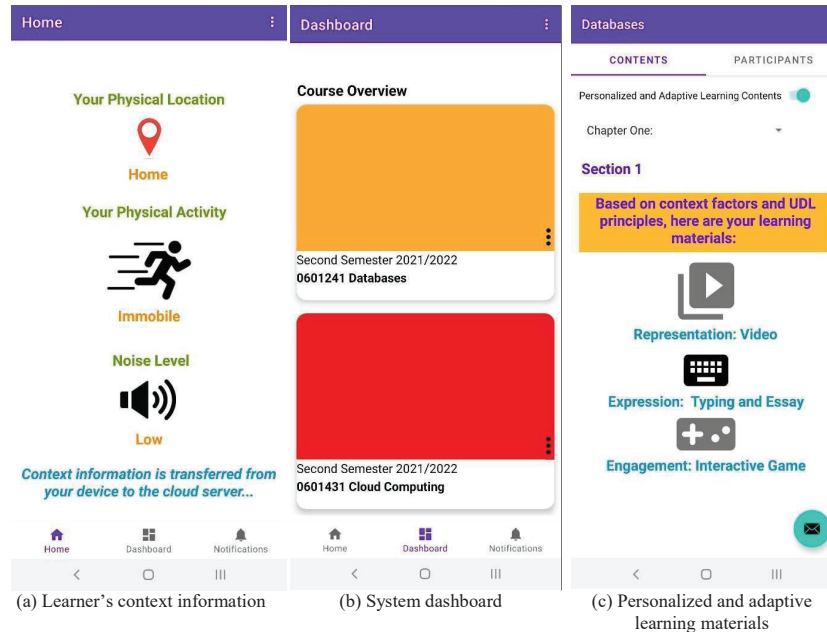 Home
Your Physical Location
Home
Your Physical Activity
Immobile
Noise Level
Low
Context information is transferred from
your device to the cloud server...
Home
Dashboard
Notifications
(a) Learner's context information
Dashboard
Course Overview
Second Semester 2021/2022
0601241 Databases
Second Semester 2021/2022
0601431 Cloud Computing
Home
Dashboard
Notifications
(b) System dashboard
Databases
CONTENTS
PARTICIPANTS
Personalized and Adaptive Learning Contents
Chapter One:
Section 1
Based on context factors and UDL
principles, here are your learning
materials:
Representation: Video
Expression: Typing and Essay
Engagement: Interactive Game
(c) Personalized and adaptive
learning materials